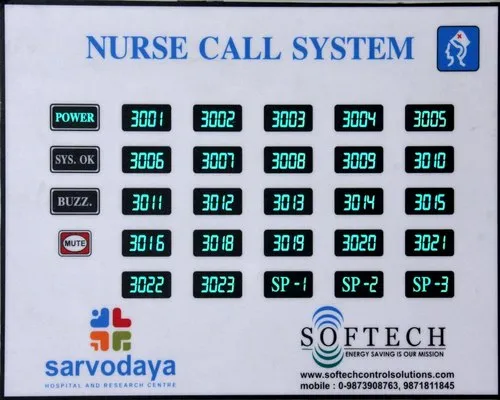 NURSE CALL SYSTEM
POWER 3001 3002 3003 3004 3005
SYS. OK 3006 3007 3008 3009 3010
BUZZ. 3011 3012 3013 3014 3015
MUTE 3016 3018 3019 3020 3021
3022 3023 SP-1 SP-2 SP-3
sarvodaya
HOSPITAL AND RESEARCH CENTRE
SOFTECH
ENERGY SAVING IS OUR MISSION
www.softechcontrolsolutions.com
mobile : 0-9873908763, 9871811845